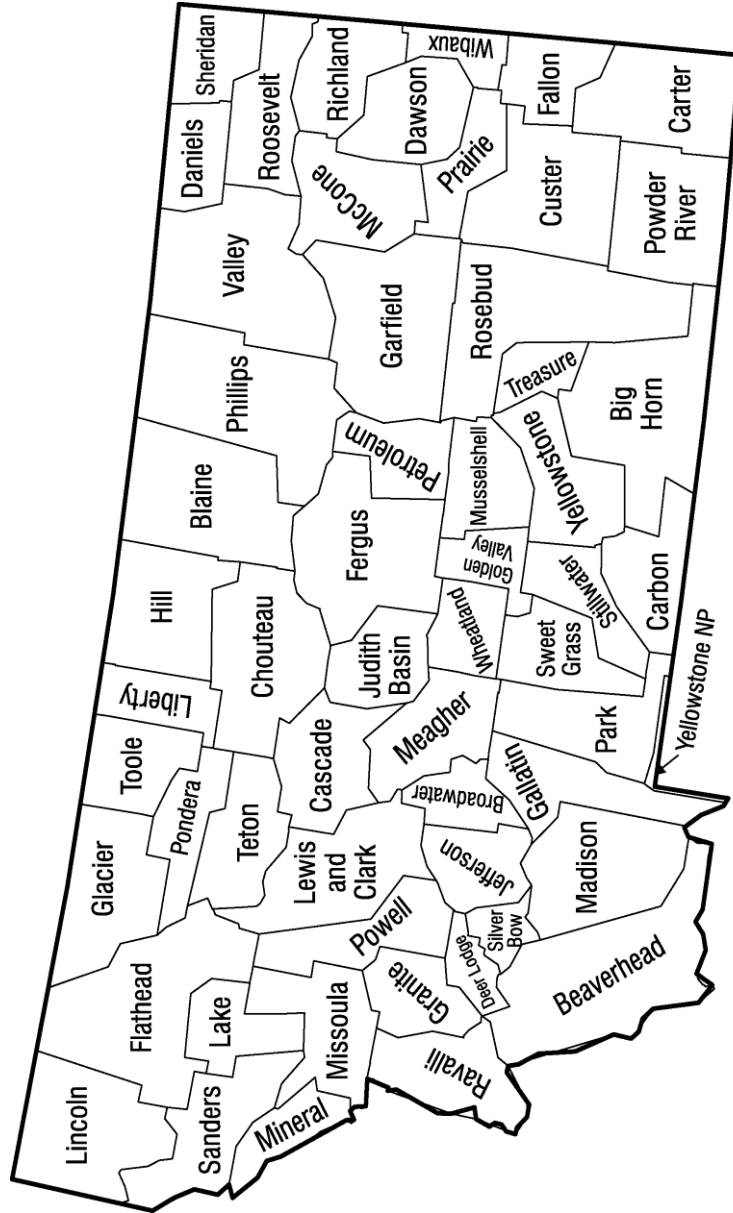 Lincoln
Flathead
Glacier
Toole
Liberty
Hill
Blaine
Phillips
Valley
Daniels
Sheridan
Roosevelt
Sanders
Lake
Pondera
Teton
Chouteau
Richland
McCone
Dawson
Wibaux
Mineral
Missoula
Powell
Lewis
and
Clark
Cascade
Judith
Basin
Fergus
Petroleum
Garfield
Prairie
Ravalli
Granite
Deer Lodge
Silver
Bow
Jefferson
Broadwater
Meagher
Wheatland
Golden
Valley
Musselshell
Rosebud
Treasure
Custer
Fallon
Beaverhead
Madison
Gallatin
Park
Sweet
Grass
Stillwater
Yellowstone
Carbon
Big
Horn
Powder
River
Carter
Yellowstone NP